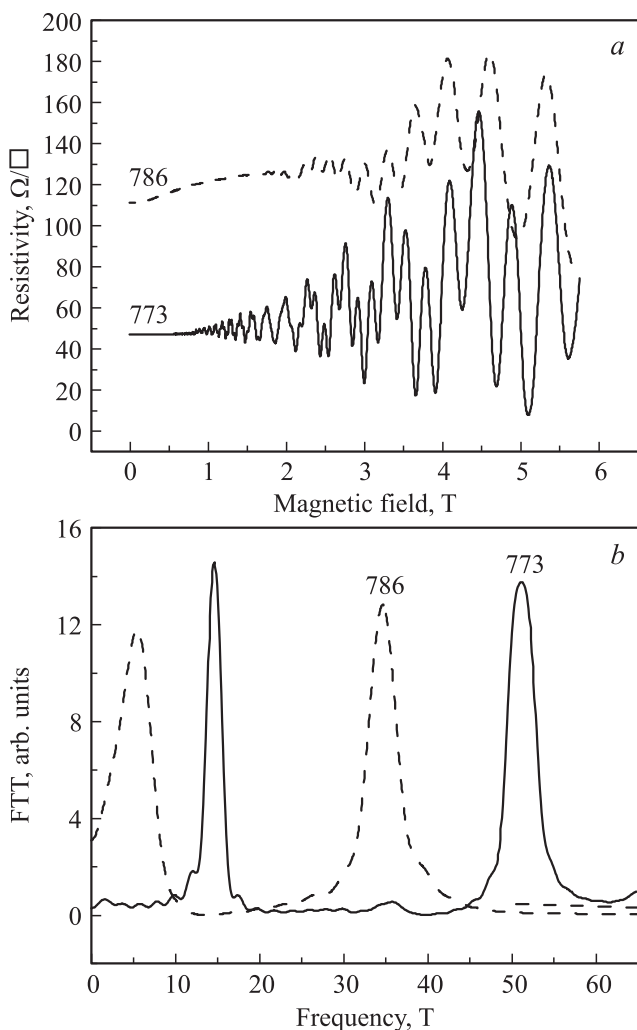 a
200
180
160
140
120
100
80
60
40
20
0
Resistivity, Ω/□
786
773
0 1 2 3 4 5 6
Magnetic field, T
b
16
12
8
4
0
FTT, arb. units
786
773
0 10 20 30 40 50 60
Frequency, T